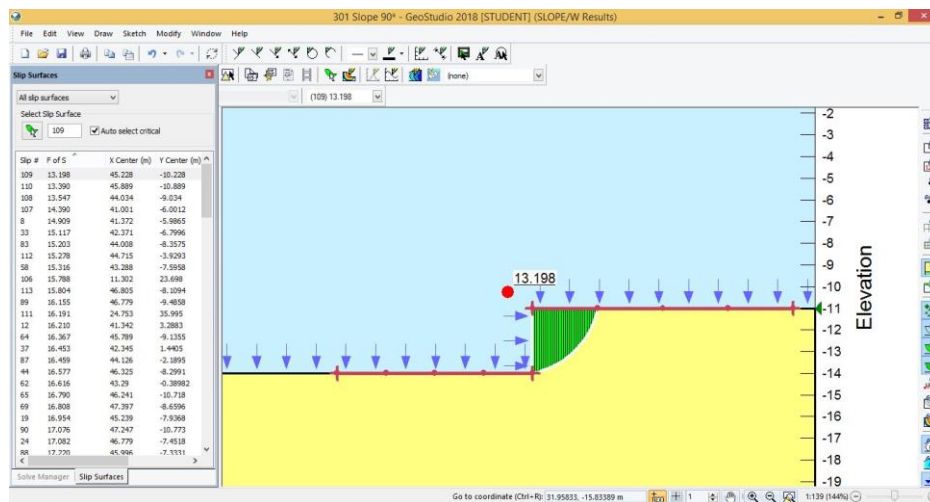 301 Slope 90° - GeoStudio 2018 [STUDENT] (SLOPE/W Results)
File Edit View Draw Sketch Modify Window Help
(none)
(109) 13.198
Slip Surfaces
All slip surfaces
Select Slip Surface
109 Auto select critical
Slip # F of S X Center (m) Y Center (m)
109 13.198 45.228 -10.228
110 13.390 45.889 -10.889
108 13.547 44.034 -9.034
107 14.390 41.001 -6.0012
8 14.909 41.372 -5.9865
33 15.117 42.371 -6.7996
83 15.203 44.008 -8.3575
112 15.278 44.715 -3.9293
58 15.316 43.288 -7.5958
106 15.788 11.302 23.698
113 15.804 46.805 -8.1094
89 16.155 46.779 -9.4858
111 16.191 24.753 35.995
12 16.210 41.342 3.2883
64 16.367 45.789 -9.1355
37 16.453 42.345 1.4405
87 16.459 44.126 -2.1895
44 16.577 46.325 -8.2991
62 16.616 43.29 -0.38982
65 16.790 46.241 -10.718
69 16.808 47.397 -8.6596
19 16.954 45.239 -7.9368
90 17.076 47.247 -10.773
24 17.082 46.779 -7.4518
88 17.220 45.996 -7.3331
Solve Manager Slip Surfaces
13.198
-2
-3
-4
-5
-6
-7
-8
-9
-10
-11
-12
-13
-14
-15
-16
-17
-18
-19
Elevation
Go to coordinate (Ctrl+R): 31.95833, -15.83389 m 1 1:139 (144%)